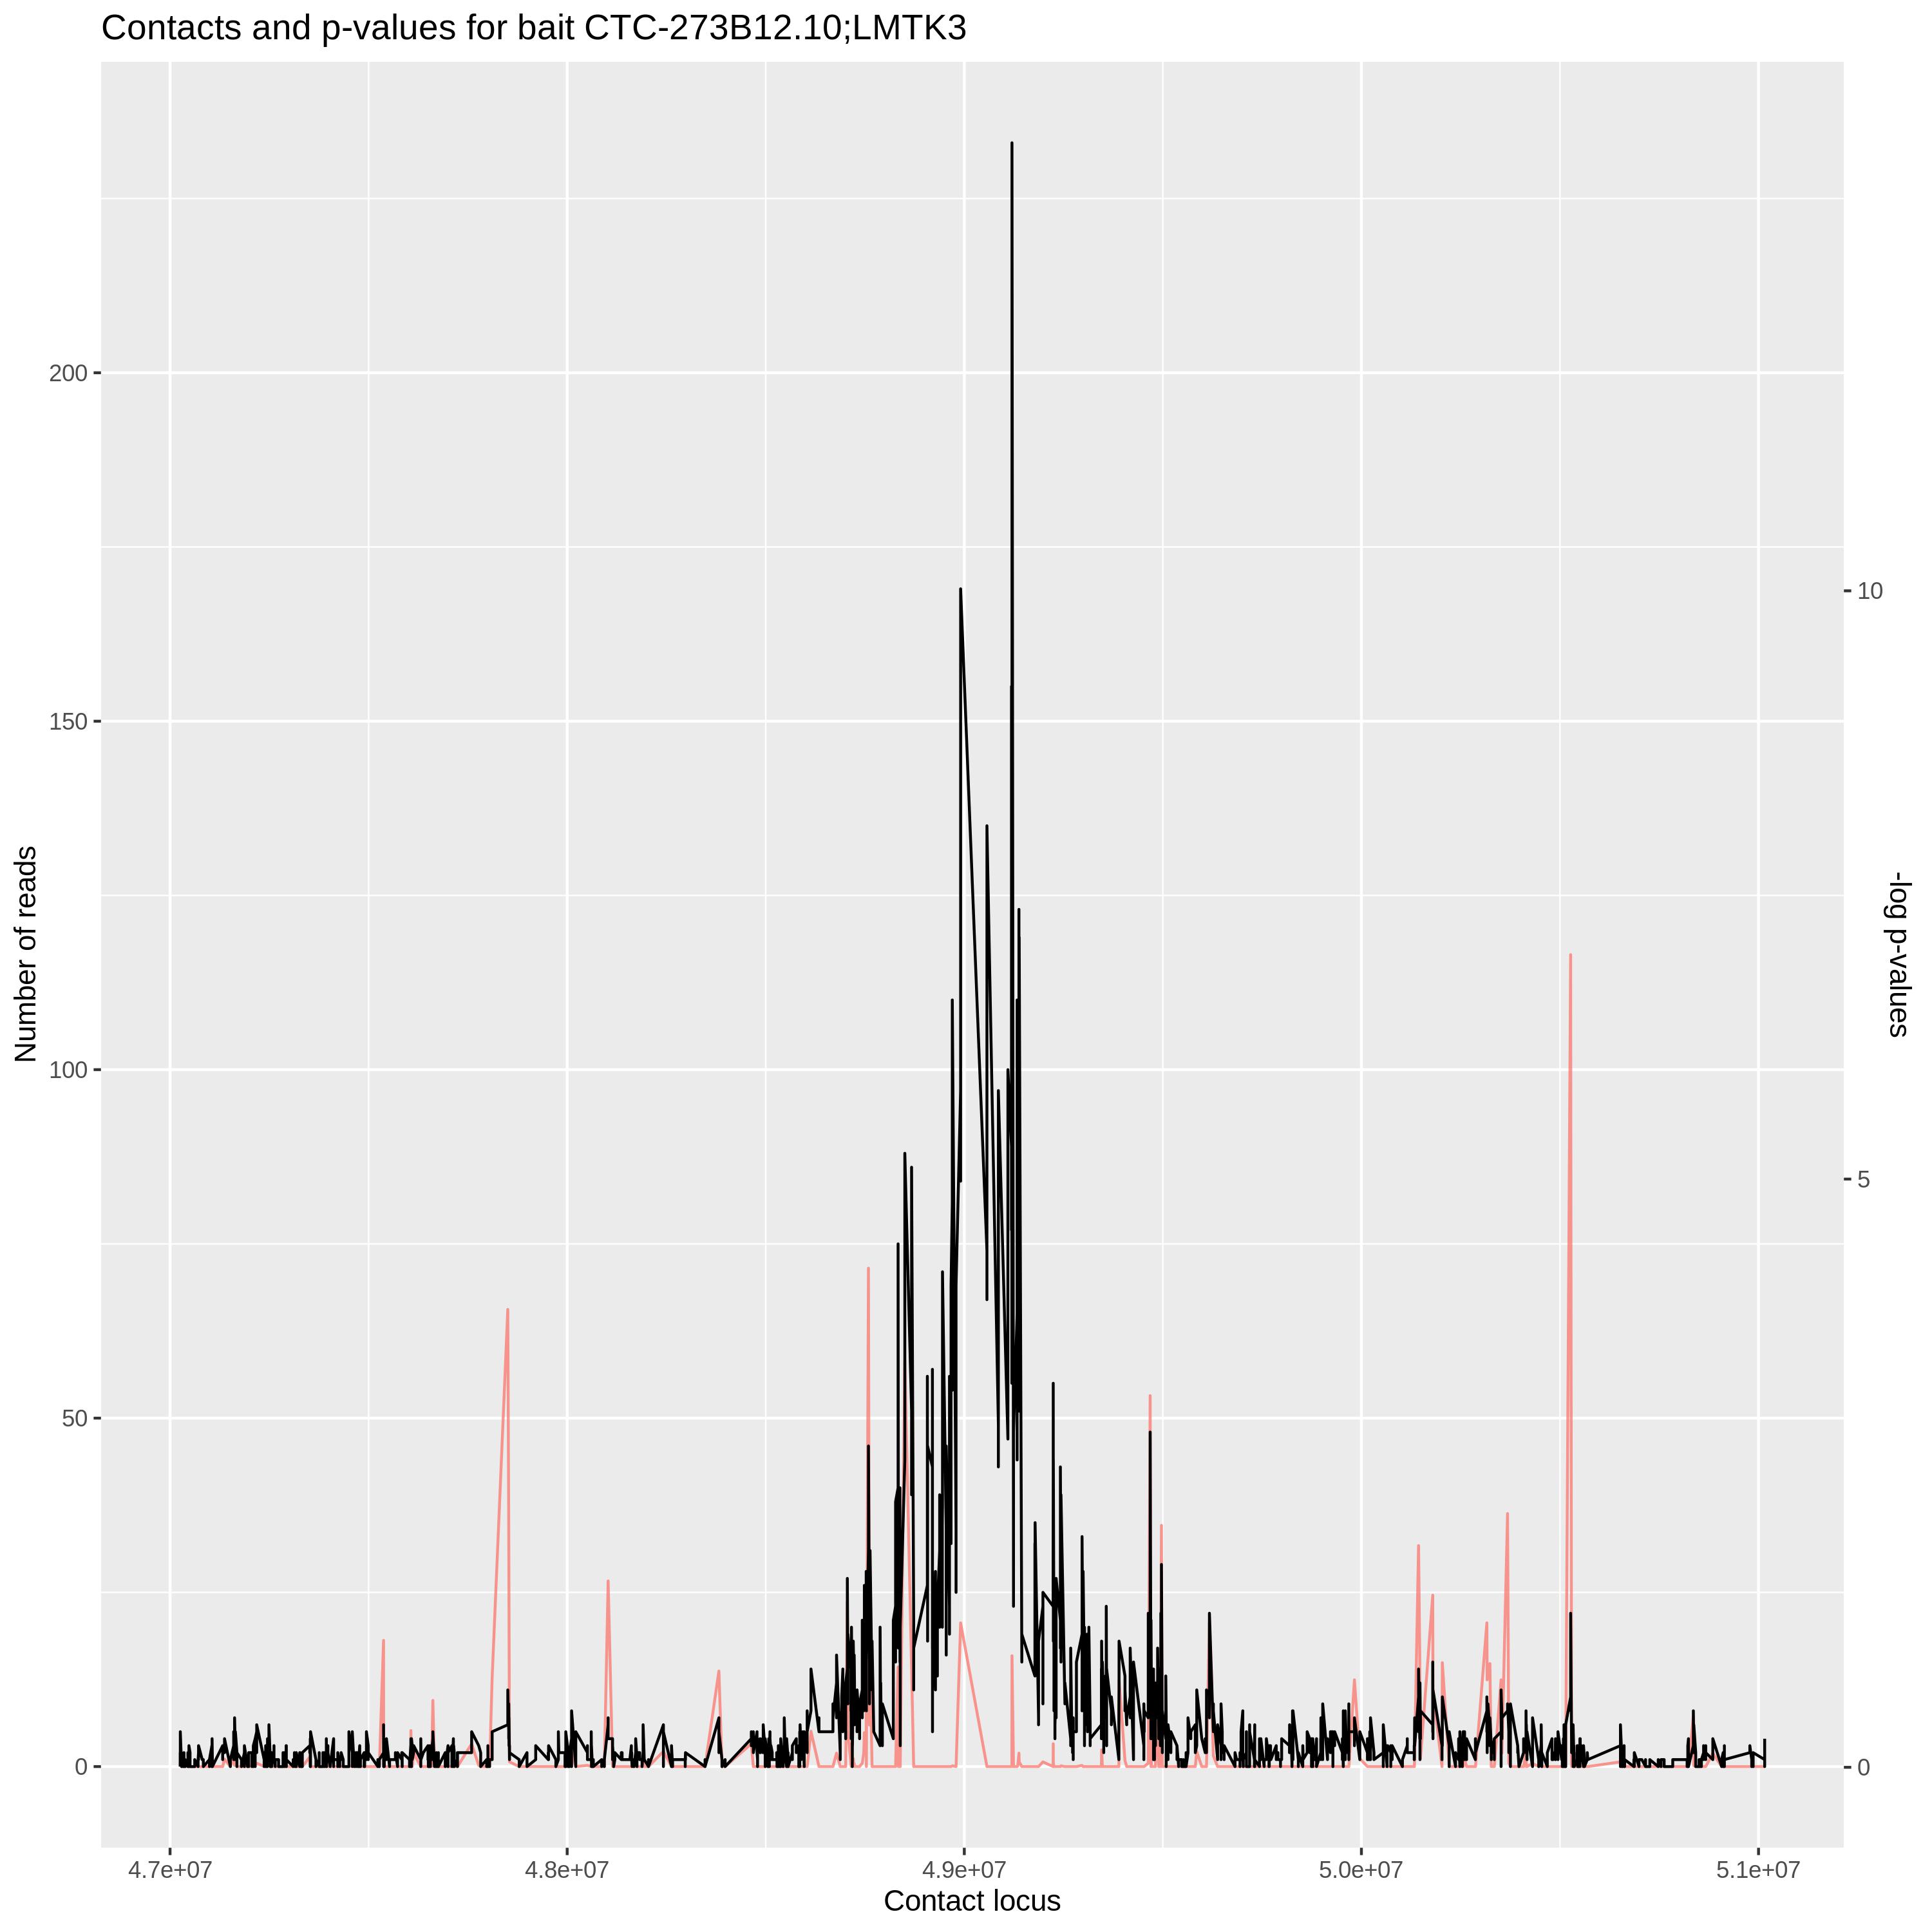 Contacts and p-values for bait CTC-273B12.10;LMTK3
Number of reads
200
150
100
50
0
10
5
0
-log p-values
4.7e+07
4.8e+07
4.9e+07
5.0e+07
5.1e+07
Contact locus